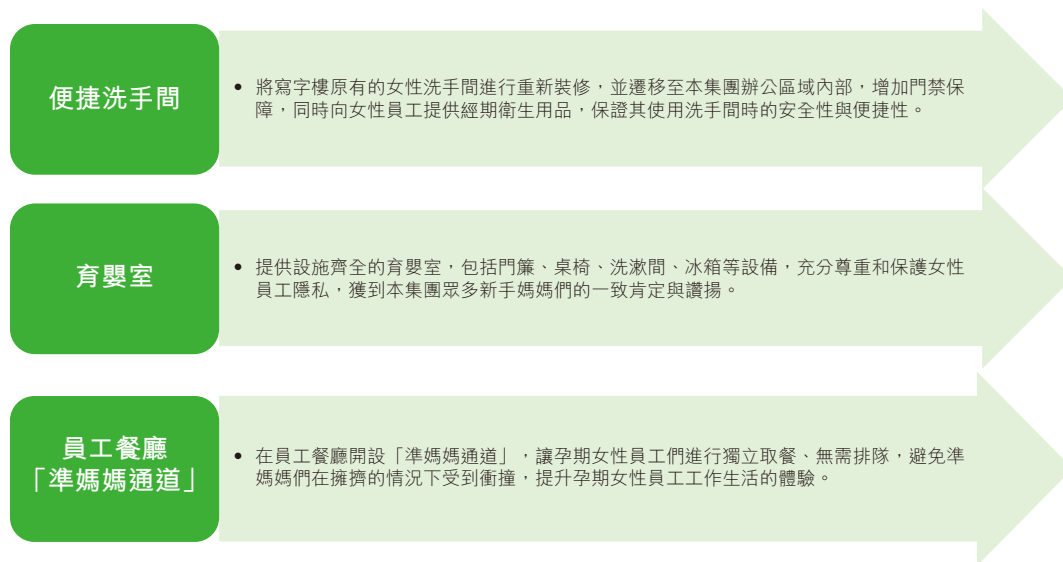 便捷洗手間
• 將寫字樓原有的女性洗手間進行重新裝修，並遷移至本集團辦公區域內部，增加門禁保
障，同時向女性員工提供經期衛生用品，保證其使用洗手間時的安全性與便捷性。
育嬰室
• 提供設施齊全的育嬰室，包括門簾、桌椅、洗漱間、冰箱等設備，充分尊重和保護女性
員工隱私，獲到本集團眾多新手媽媽們的一致肯定與讚揚。
員工餐廳
「準媽媽通道」
• 在員工餐廳開設「準媽媽通道」，讓孕期女性員工們進行獨立取餐、無需排隊，避免準
媽媽們在擁擠的情況下受到衝撞，提升孕期女性員工工作生活的體驗。